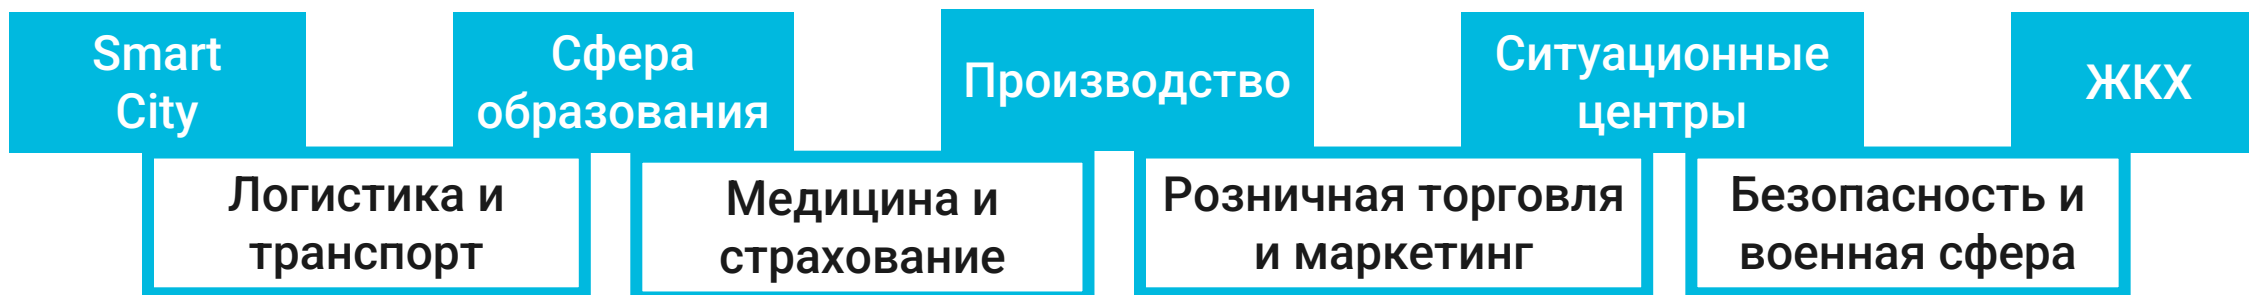 Smart
City
Сфера
образования
Производство
Ситуационные
центры
ЖКХ
Логистика и
транспорт
Медицина и
страхование
Розничная торговля
и маркетинг
Безопасность и
военная сфера